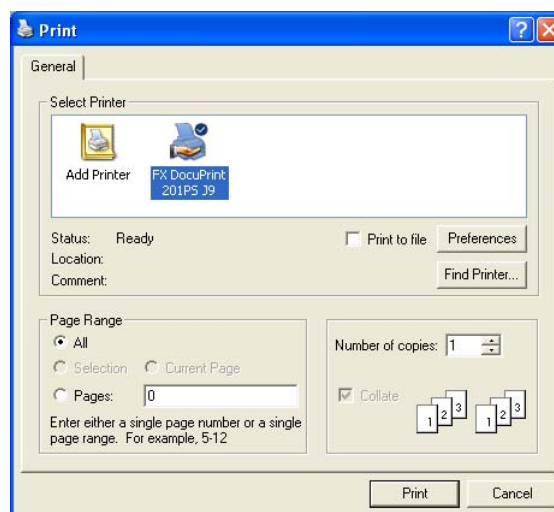 Print
General
Select Printer
Add Printer
FX DocuPrint
201PS J9
Status: Ready
Print to file
Preferences
Location:
Comment:
Find Printer...
Page Range
All
Selection
Current Page
Pages: 0
Enter either a single page number or a single
page range. For example, 5-12
Number of copies: 1
Collate
1 2 3 1 2 3
Print
Cancel